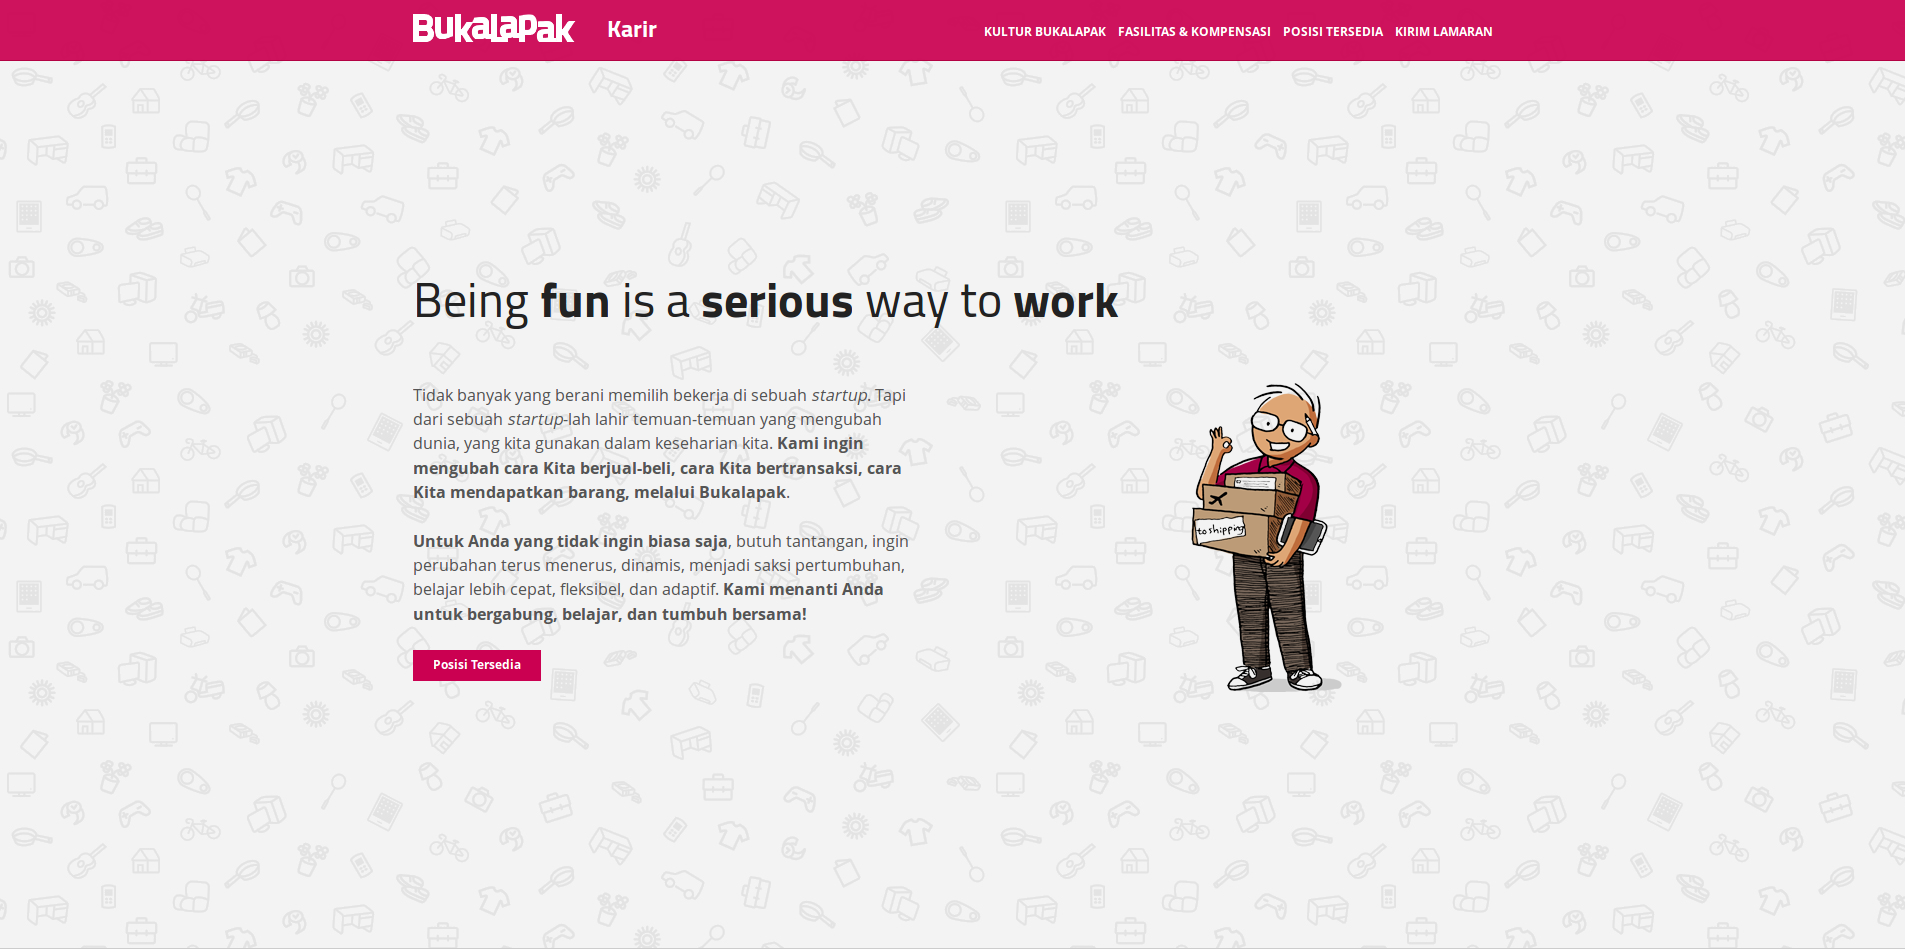 Bukalapak Karir
KULTUR BUKALAPAK FASILITAS & KOMPENSASI POSISI TERSEDIA KIRIM LAMARAN
Being fun is a serious way to work
Tidak banyak yang berani memilih bekerja di sebuah startup. Tapi
dari sebuah startup-lah lahir temuan-temuan yang mengubah
dunia, yang kita gunakan dalam keseharian kita. Kami ingin
mengubah cara Kita berjual-beli, cara Kita bertransaksi, cara
Kita mendapatkan barang, melalui Bukalapak.
Untuk Anda yang tidak ingin biasa saja, butuh tantangan, ingin
perubahan terus menerus, dinamis, menjadi saksi pertumbuhan,
belajar lebih cepat, fleksibel, dan adaptif. Kami menanti Anda
untuk bergabung, belajar, dan tumbuh bersama!
Posisi Tersedia
to shipping